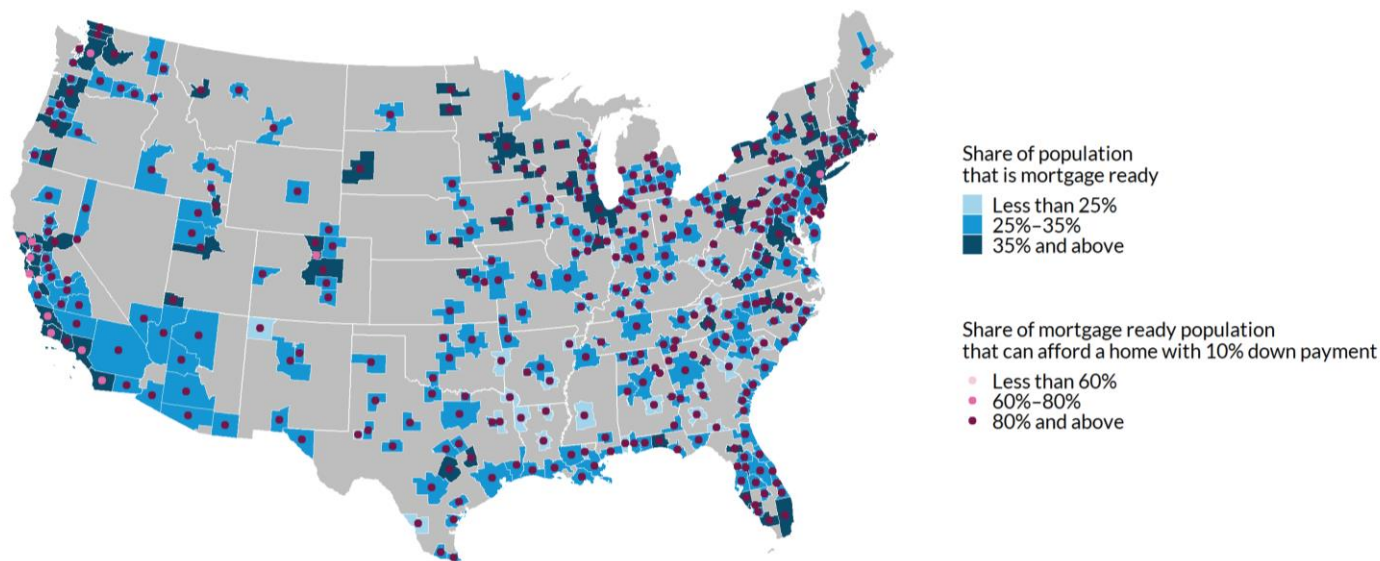 Share of population
that is mortgage ready
Less than 25%
25%–35%
35% and above
Share of mortgage ready population
that can afford a home with 10% down payment
Less than 60%
60%–80%
80% and above